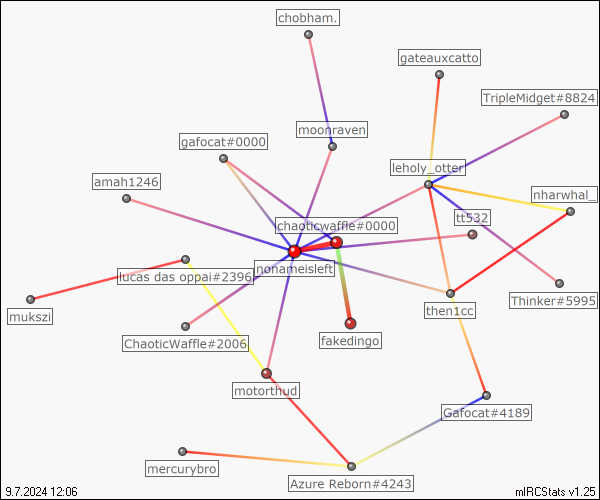 chobham.
gateauxcatto
TripleMidget#8824
moonraven
gafocat#0000
leholy_otter
amah1246
nharwhal_
tt532
chaoticwaffle#0000
nonameisleft
lucas das oppai#2396
Thinker#5995
mukszi
then1cc
ChaoticWaffle#2006
fakedingo
motorthud
Gafocat#4189
mercurybro
Azure Reborn#4243
9.7.2024 12:06
mIRCStats v1.25